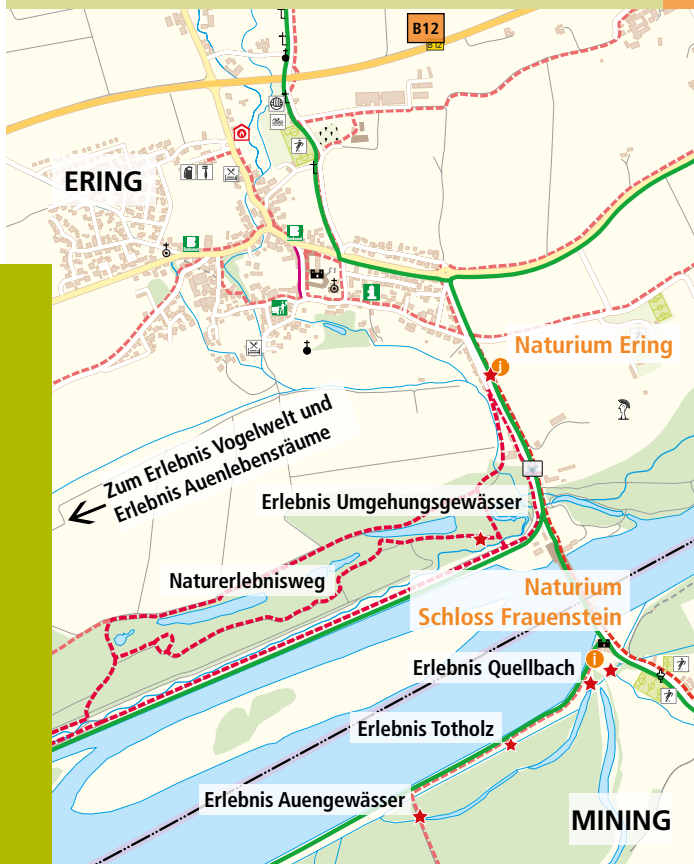 B12
B12
ERING
Naturium Ering
Zum Erlebnis Vogelwelt und
Erlebnis Auenlebensräume
Erlebnis Umgehungsgewässer
Naturerlebnisweg
Naturium
Schloss Frauenstein
Erlebnis Quellbach
Erlebnis Totholz
Erlebnis Auengewässer
MINING